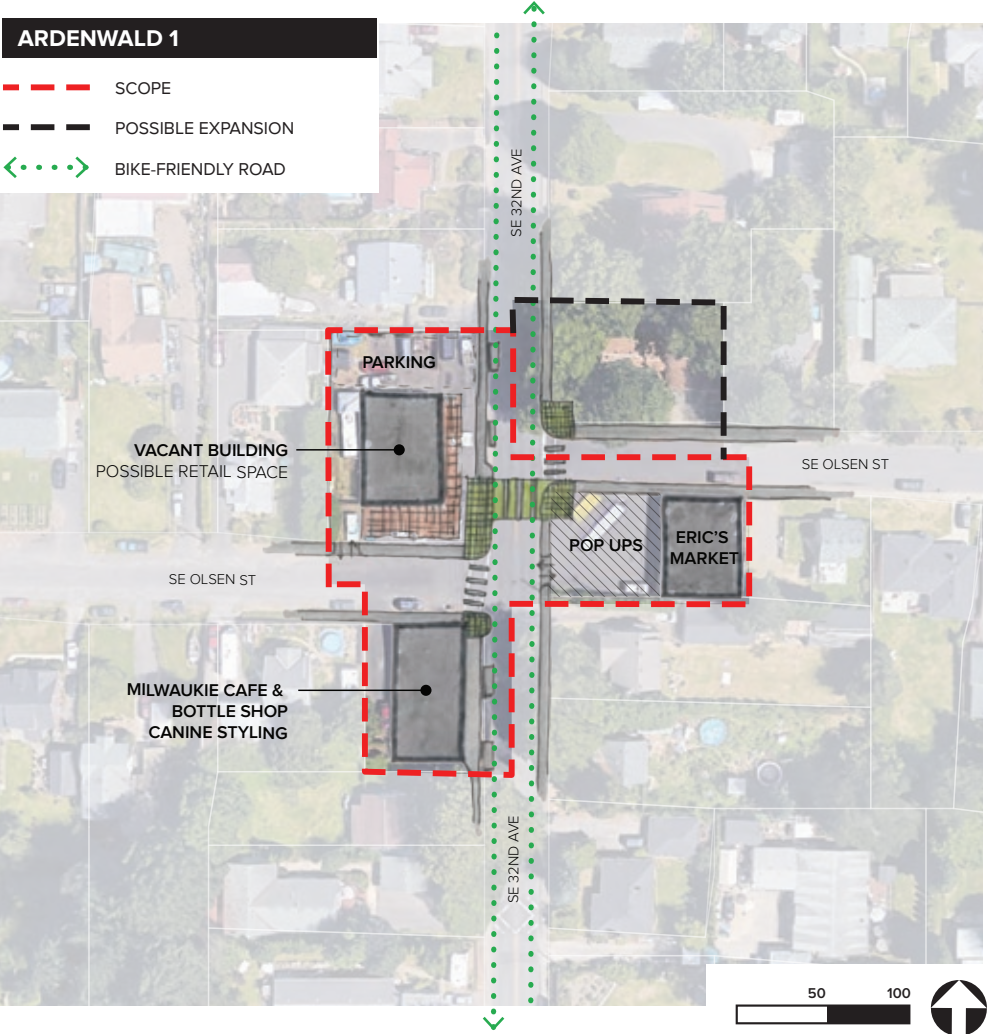 ARDENWALD 1
SCOPE
POSSIBLE EXPANSION
BIKE-FRIENDLY ROAD
SE 32ND AVE
PARKING
VACANT BUILDING
POSSIBLE RETAIL SPACE
SE OLSEN ST
POP UPS
ERIC'S
MARKET
SE OLSEN ST
MILWAUKIE CAFE &
BOTTLE SHOP
CANINE STYLING
SE 32ND AVE
50 100